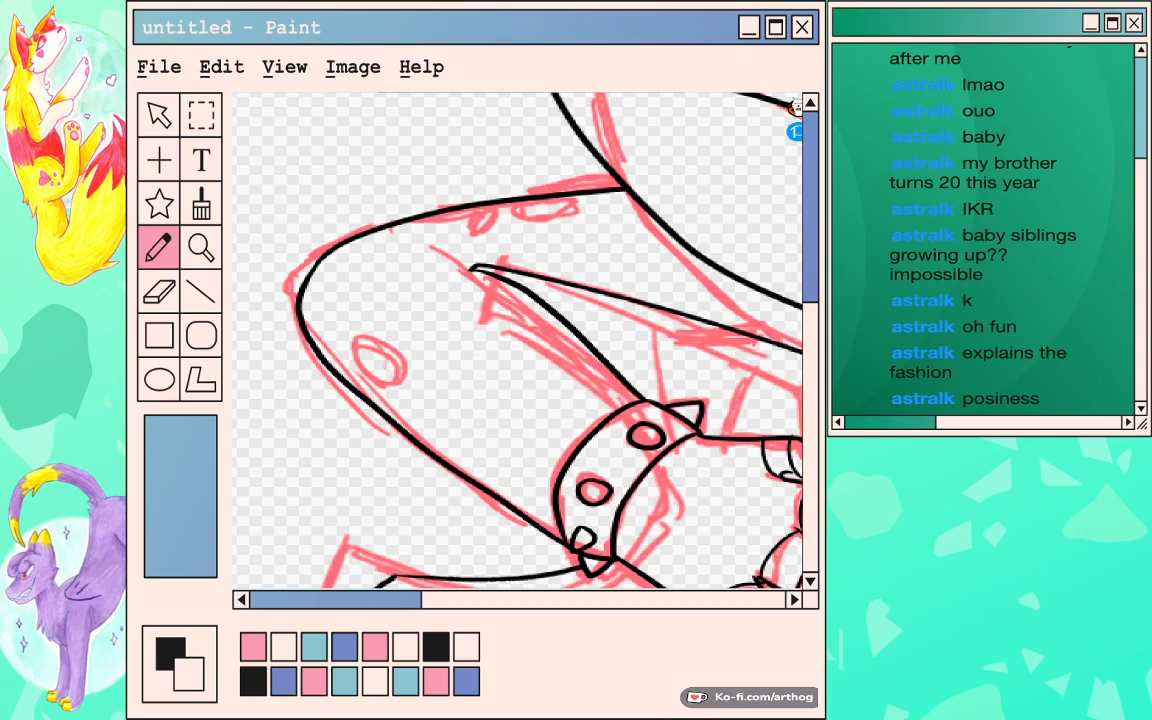 untitled - Paint
File Edit View Image Help
T
Ko-fi.com/arthog
after me
astralk lmao
astralk ouo
astralk baby
astralk my brother
turns 20 this year
astralk IKR
astralk baby siblings
growing up??
impossible
astralk k
astralk oh fun
astralk explains the
fashion
astralk posiness